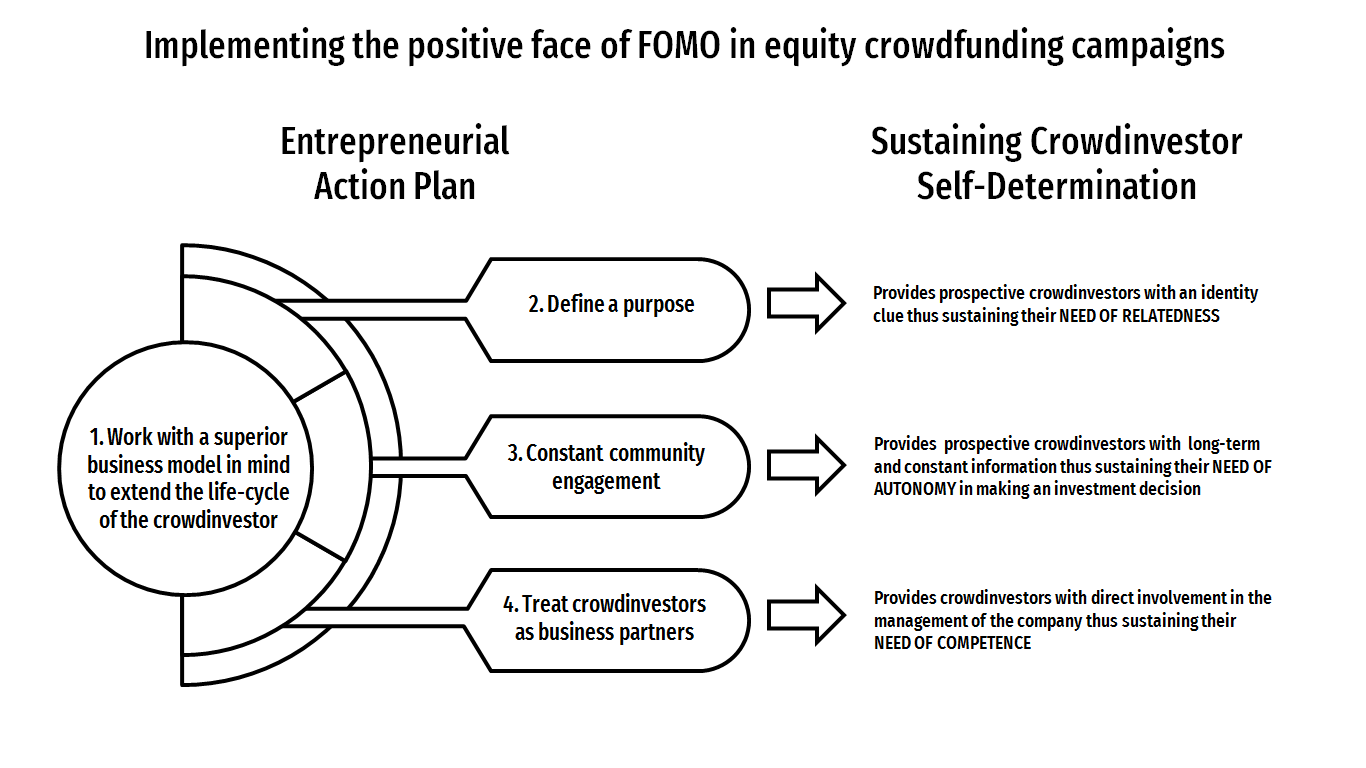 Implementing the positive face of FOMO in equity crowdfunding campaigns
Entrepreneurial
Action Plan
Sustaining Crowdinvestor
Self-Determination
1. Work with a superior
business model in mind
to extend the life-cycle
of the crowdinvestor
2. Define a purpose
Provides prospective crowdinvestors with an identity
clue thus sustaining their NEED OF RELATEDNESS
3. Constant community
engagement
Provides  prospective crowdinvestors with  long-term
and constant information thus sustaining their NEED OF
AUTONOMY in making an investment decision
4. Treat crowdinvestors
as business partners
Provides crowdinvestors with direct involvement in the
management of the company thus sustaining their
NEED OF COMPETENCE